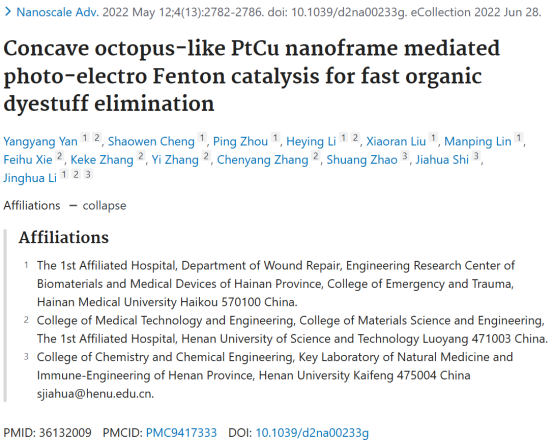 Nanoscale Adv. 2022 May 12;4(13):2782-2786. doi: 10.1039/d2na00233g. eCollection 2022 Jun 28.
Concave octopus-like PtCu nanoframe mediated
photo-electro Fenton catalysis for fast organic
dyestuff elimination
Yangyang Yan 1 2, Shaowen Cheng 1, Ping Zhou 1, Heying Li 1 2, Xiaoran Liu 1, Manping Lin 1,
Feihu Xie 2, Keke Zhang 2, Yi Zhang 2, Chenyang Zhang 2, Shuang Zhao 3, Jiahua Shi 3,
Jinghua Li 1 2 3
Affiliations — collapse
Affiliations
1 The 1st Affiliated Hospital, Department of Wound Repair, Engineering Research Center of
Biomaterials and Medical Devices of Hainan Province, College of Emergency and Trauma,
Hainan Medical University Haikou 570100 China.
2 College of Medical Technology and Engineering, College of Materials Science and Engineering,
The 1st Affiliated Hospital, Henan University of Science and Technology Luoyang 471003 China.
3 College of Chemistry and Chemical Engineering, Key Laboratory of Natural Medicine and
Immune-Engineering of Henan Province, Henan University Kaifeng 475004 China
sjiahua@henu.edu.cn.
PMID: 36132009 PMCID: PMC9417333 DOI: 10.1039/d2na00233g